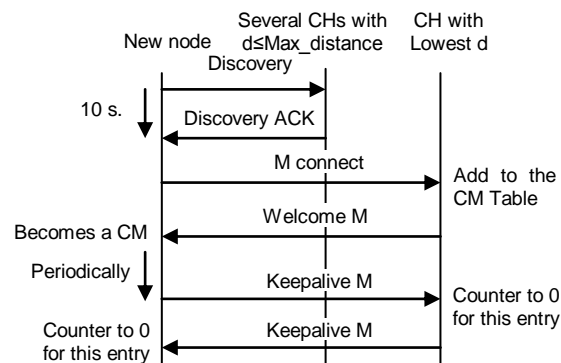 Several CHs with
d≤Max_distance
CH with
Lowest d
New node
Discovery
10 s.
Discovery ACK
M connect
Add to the
CM Table
Welcome M
Becomes a CM
Periodically
Keepalive M
Counter to 0
for this entry
Keepalive M
Counter to 0
for this entry